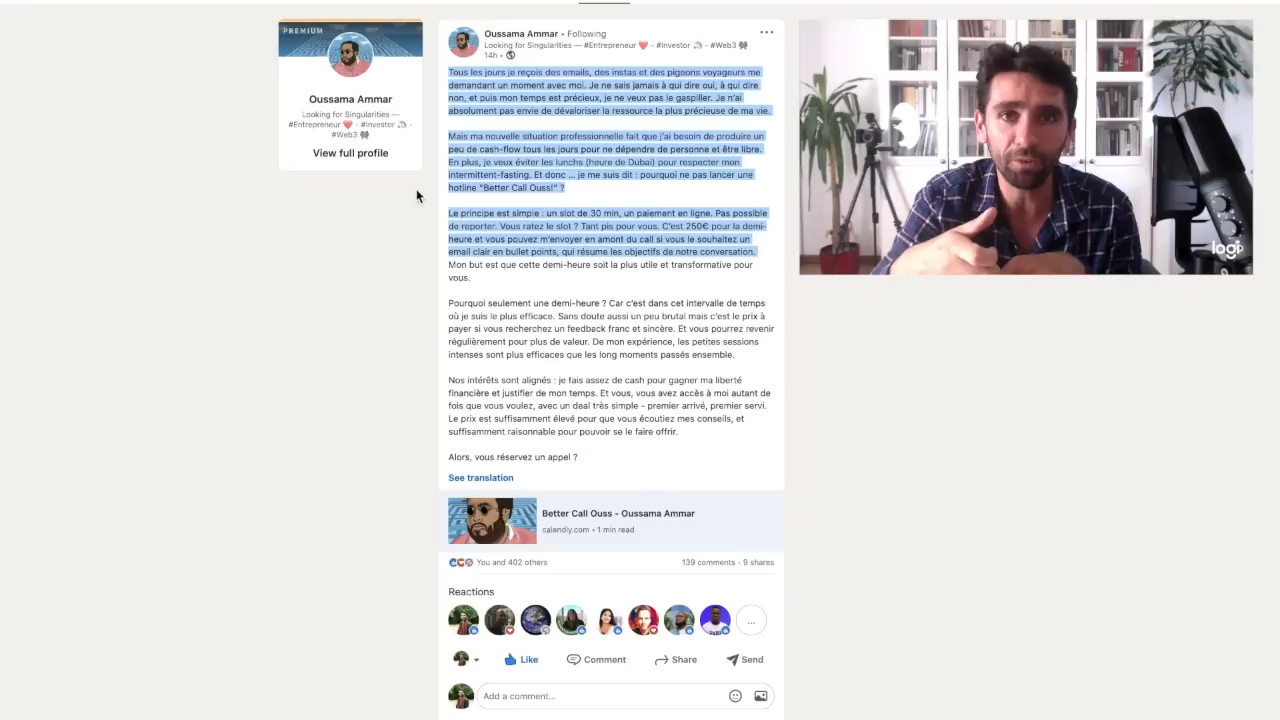 PREMIUM
Oussama Ammar
Looking for Singularities —
#Entrepreneur ❤️ - #Investor 🦄 -
#Web3
View full profile
Oussama Ammar • Following
Looking for Singularities — #Entrepreneur ❤️ - #Investor 🦄 - #Web3
14h •
Tous les jours je reçois des emails, des instas et des pigeons voyageurs me
demandant un moment avec moi. Je ne sais jamais à qui dire oui, à qui dire
non, et puis mon temps est précieux, je ne veux pas le gaspiller. Je n'ai
absolument pas envie de dévaloriser la ressource la plus précieuse de ma vie.
Mais ma nouvelle situation professionnelle fait que j'ai besoin de produire un
peu de cash-flow tous les jours pour ne dépendre de personne et être libre.
En plus, je veux éviter les lunchs (heure de Dubai) pour respecter mon
intermittent-fasting. Et donc ... je me suis dit : pourquoi ne pas lancer une
hotline "Better Call Ouss!" ?
Le principe est simple : un slot de 30 min, un paiement en ligne. Pas possible
de reporter. Vous ratez le slot ? Tant pis pour vous. C'est 250€ pour la demi-
heure et vous pouvez m'envoyer en amont du call si vous le souhaitez un
email clair en bullet points, qui résume les objectifs de notre conversation.
Mon but est que cette demi-heure soit la plus utile et transformative pour
vous.
Pourquoi seulement une demi-heure ? Car c'est dans cet intervalle de temps
où je suis le plus efficace. Sans doute aussi un peu brutal mais c'est le prix à
payer si vous recherchez un feedback franc et sincère. Et vous pourrez revenir
régulièrement pour plus de valeur. De mon expérience, les petites sessions
intenses sont plus efficaces que les long moments passés ensemble.
Nos intérêts sont alignés : je fais assez de cash pour gagner ma liberté
financière et justifier de mon temps. Et vous, vous avez accès à moi autant de
fois que vous voulez, avec un deal très simple - premier arrivé, premier servi.
Le prix est suffisamment élevé pour que vous écoutiez mes conseils, et
suffisamment raisonnable pour pouvoir se le faire offrir.
Alors, vous réservez un appel ?
See translation
Better Call Ouss - Oussama Ammar
calendly.com • 1 min read
You and 402 others
139 comments • 9 shares
Reactions
...
Like
Comment
Share
Send
Add a comment...
logi